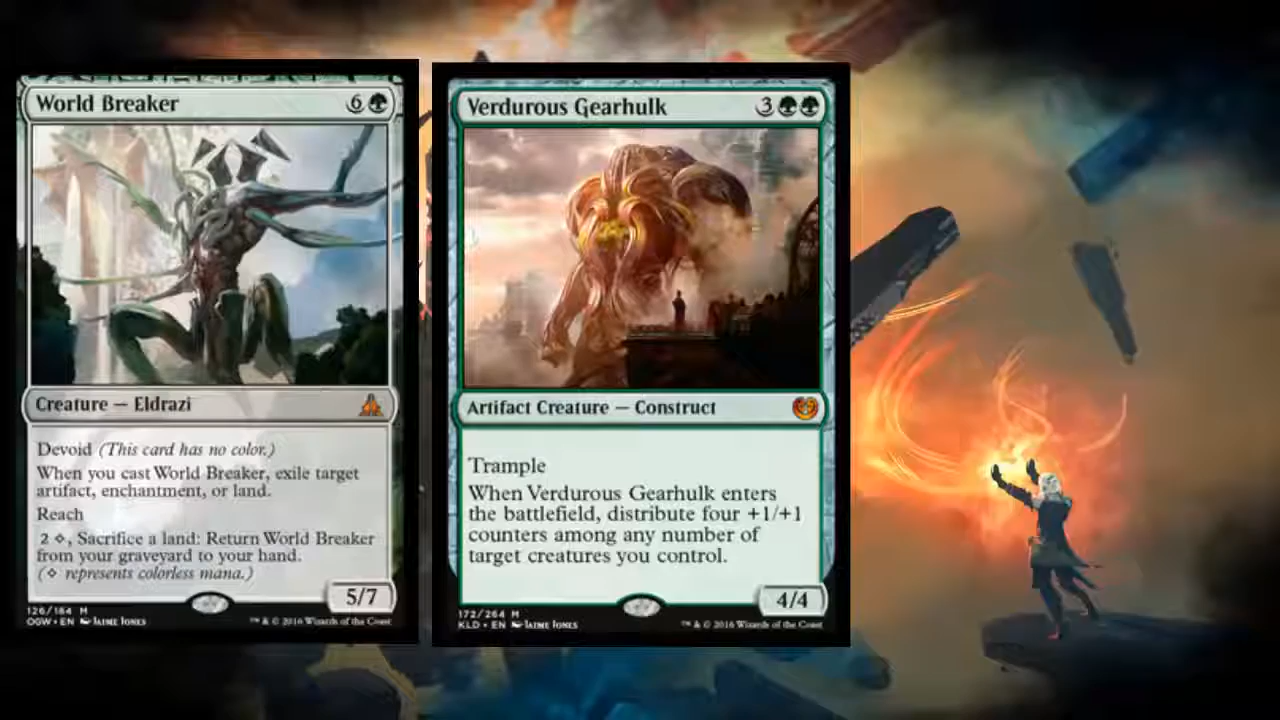 World Breaker 6
Creature — Eldrazi
Devoid (This card has no color.)
When you cast World Breaker, exile target
artifact, enchantment, or land.
Reach
2 ◇, Sacrifice a land: Return World Breaker
from your graveyard to your hand.
(◇ represents colorless mana.)
5/7
126/184 M
OGW • EN Jaime Jones
™ & © 2016 Wizards of the Coast
Verdurous Gearhulk 3
Artifact Creature — Construct
Trample
When Verdurous Gearhulk enters
the battlefield, distribute four +1/+1
counters among any number of
target creatures you control.
4/4
172/264 M
KLD • EN Jaime Jones
™ & © 2016 Wizards of the Coast